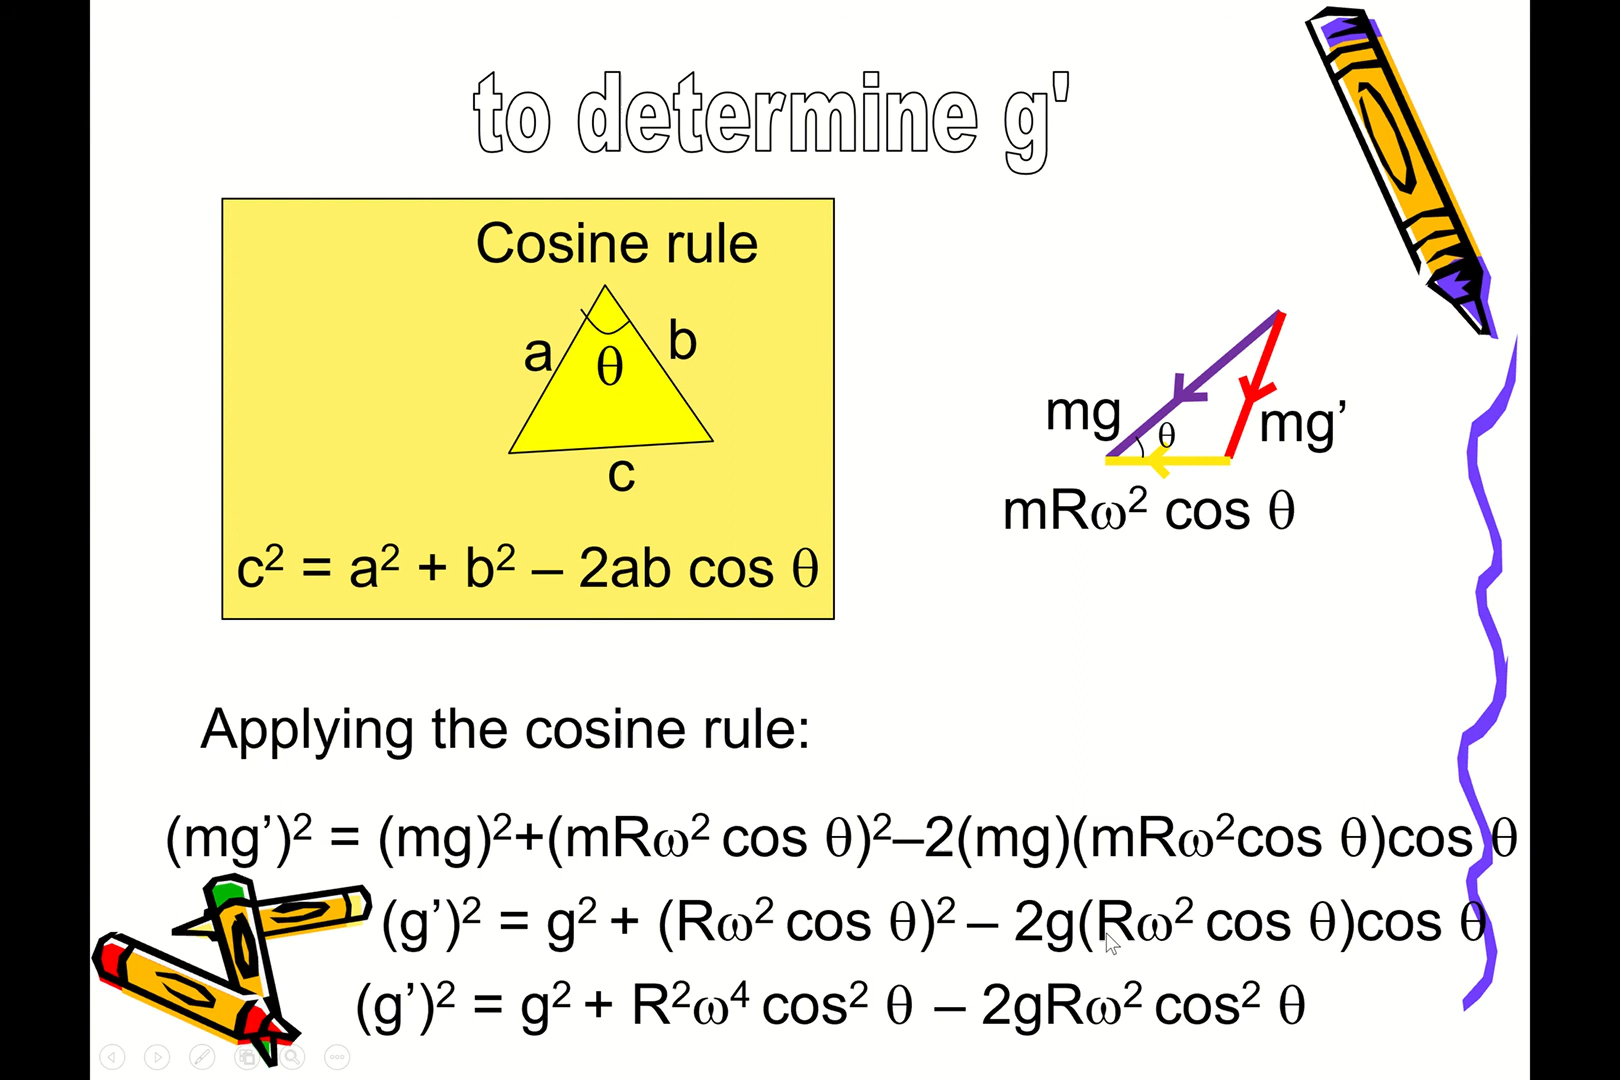 to determine g'
Cosine rule
a
b
θ
c
c² = a² + b² – 2ab cos θ
mg
θ
mg’
mRω² cos θ
Applying the cosine rule:
(mg’)² = (mg)²+(mRω² cos θ)²–2(mg)(mRω²cos θ)cos θ
(g’)² = g² + (Rω² cos θ)² – 2g(Rω² cos θ)cos θ
(g’)² = g² + R²ω⁴ cos² θ – 2gRω² cos² θ